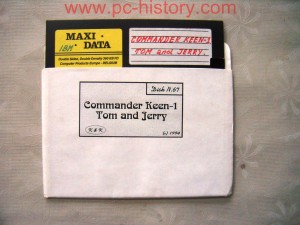 www.pc-history.com
MAXI
IBM DATA
COMMANDER KEEN-1
TOM and JERRY.
Disk N.67
Commander Keen-1
Tom and Jerry
K & K
(c) 1994